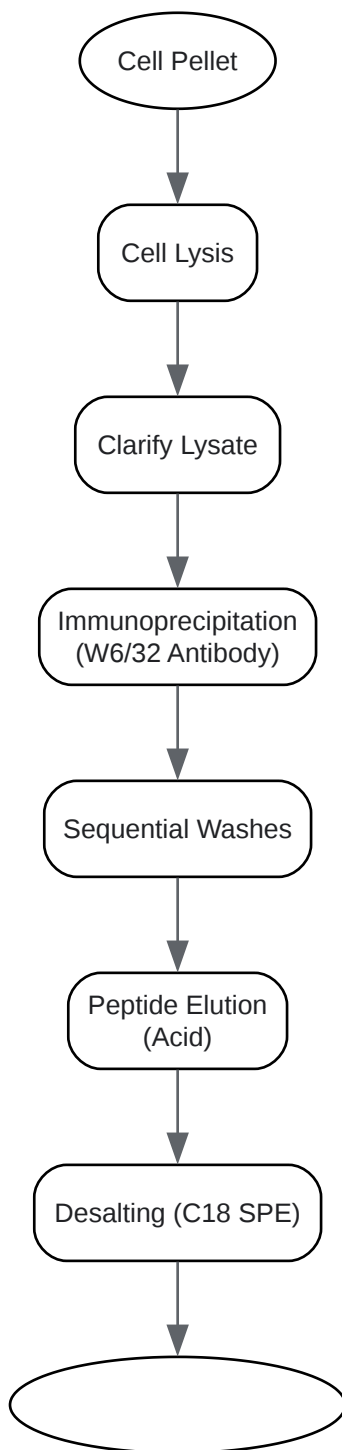 Cell Pellet
Cell Lysis
Clarify Lysate
Immunoprecipitation
(W6/32 Antibody)
Sequential Washes
Peptide Elution
(Acid)
Desalting (C18 SPE)